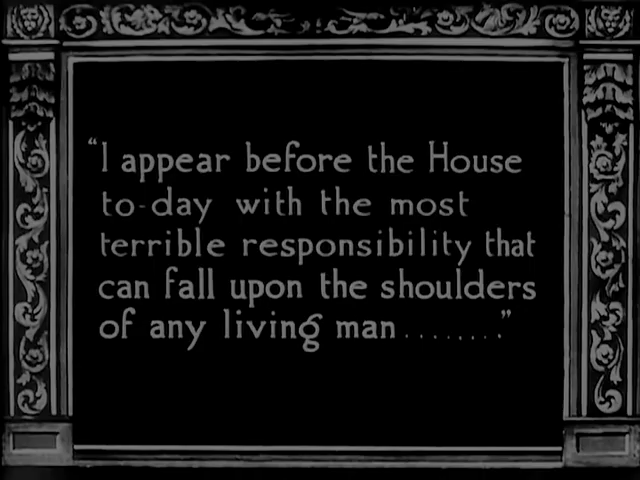 “I appear before the House
to-day with the most
terrible responsibility that
can fall upon the shoulders
of any living man ........”